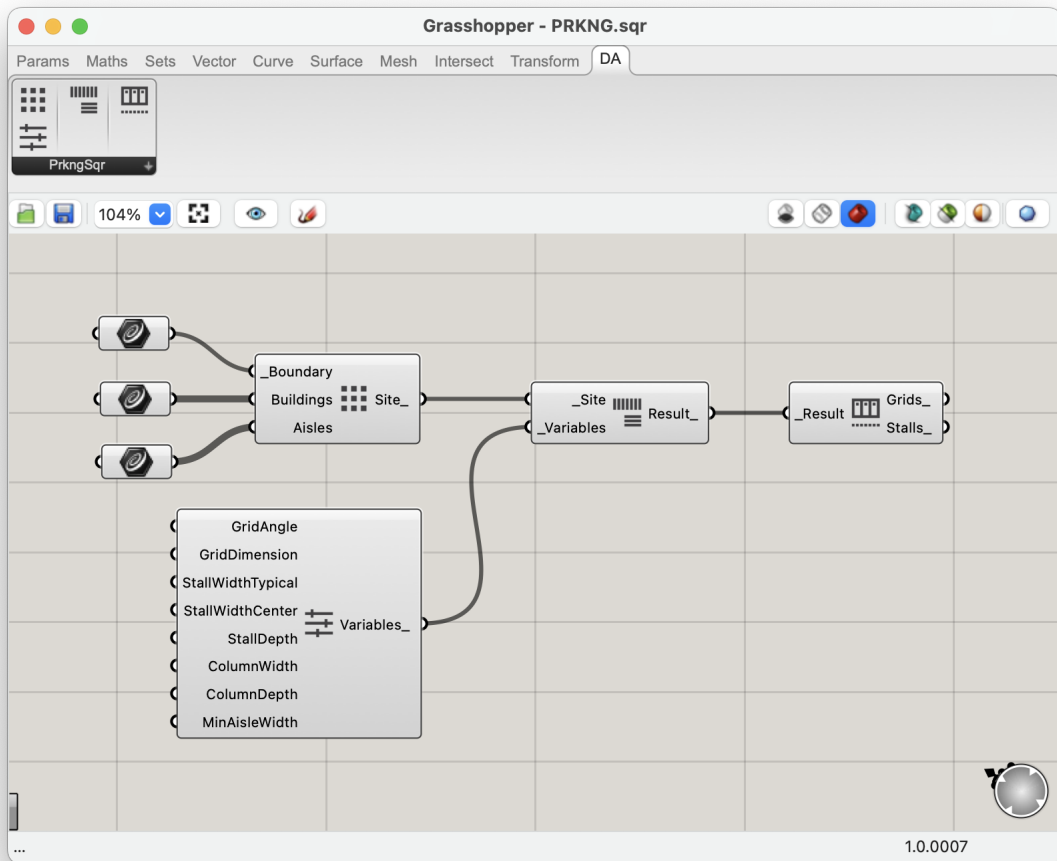 Grasshopper - PRKNG.sqr
Params Maths Sets Vector Curve Surface Mesh Intersect Transform DA
PrkngSqr
104%
_Boundary
Buildings Site_
Aisles
_Site
Result_
_Variables
_Result
Grids_
Stalls_
GridAngle
GridDimension
StallWidthTypical
StallWidthCenter
Variables_
StallDepth
ColumnWidth
ColumnDepth
MinAisleWidth
... 1.0.0007